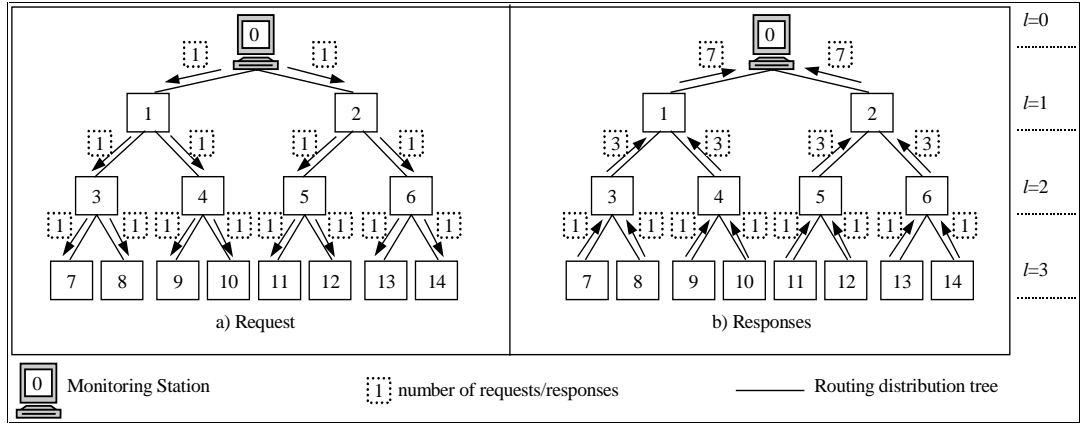 0
1 1
1 2
1 1 1 1
3 4 5 6
1 1 1 1 1 1 1 1
7 8 9 10 11 12 13 14
a) Request
0
7 7
1 2
3 3 3 3
3 4 5 6
1 1 1 1 1 1 1 1
7 8 9 10 11 12 13 14
b) Responses
l=0
l=1
l=2
l=3
0 Monitoring Station
1 number of requests/responses
Routing distribution tree